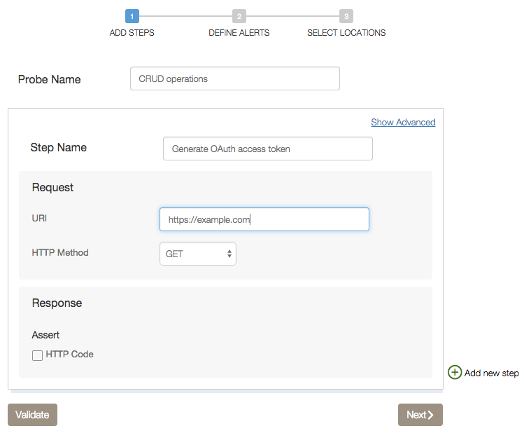 1 2 3
ADD STEPS DEFINE ALERTS SELECT LOCATIONS
Probe Name CRUD operations
Show Advanced
Step Name Generate OAuth access token
Request
URI https://example.com
HTTP Method GET
Response
Assert
HTTP Code
Add new step
Validate Next